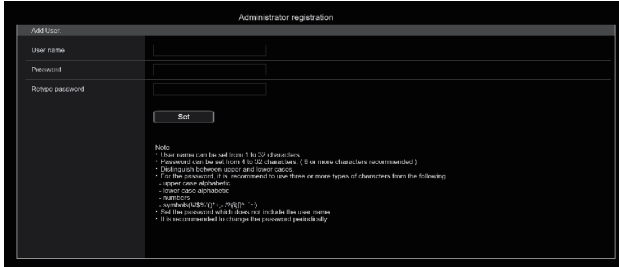 Administrator registration
Add User.
User name
Password
Retype password
Set
Note
・User name can be set from 1 to 32 characters.
・Password can be set from 4 to 32 characters. ( 8 or more characters recommended )
・Distinguish between upper and lower cases.
・For the password, it is recommend to use three or more types of characters from the following
- upper case alphabetic
- lower case alphabetic
- numbers
- symbols
・Set the password which does not include the user name
・It is recommended to change the password periodically